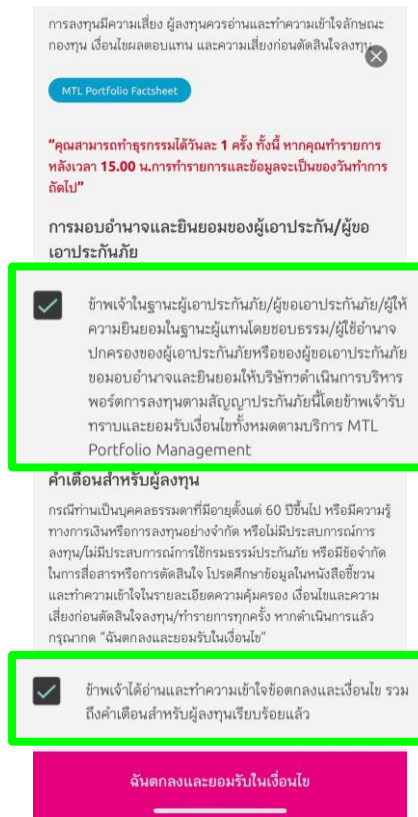 การลงทุนมีความเสี่ยง ผู้ลงทุนควรอ่านและทำความเข้าใจลักษณะ
กองทุน เงื่อนไขผลตอบแทน และความเสี่ยงก่อนตัดสินใจลงทุน
MTL Portfolio Factsheet
“คุณสามารถทำธุรกรรมได้วันละ 1 ครั้ง ทั้งนี้ หากคุณทำรายการ
หลังเวลา 15.00 น.การทำรายการและข้อมูลจะเป็นของวันทำการ
ถัดไป”
การมอบอำนาจและยินยอมของผู้เอาประกัน/ผู้ขอ
เอาประกันภัย
ข้าพเจ้าในฐานะผู้เอาประกันภัย/ผู้ขอเอาประกันภัย/ผู้ให้
ความยินยอมในฐานะผู้แทนโดยชอบธรรม/ผู้ใช้อำนาจ
ปกครองของผู้เอาประกันภัยหรือของผู้ขอเอาประกันภัย
ขอมอบอำนาจและยินยอมให้บริษัทฯดำเนินการบริหาร
พอร์ตการลงทุนตามสัญญาประกันภัยนี้โดยข้าพเจ้ารับ
ทราบและยอมรับเงื่อนไขทั้งหมดตามบริการ MTL
Portfolio Management
คำเตือนสำหรับผู้ลงทุน
กรณีท่านเป็นบุคคลธรรมดาที่มีอายุตั้งแต่ 60 ปีขึ้นไป หรือมีความรู้
ทางการเงินหรือการลงทุนอย่างจำกัด หรือไม่มีประสบการณ์การ
ลงทุน/ไม่มีประสบการณ์การใช้กรมธรรม์ประกันภัย หรือมีข้อจำกัด
ในการสื่อสารหรือการตัดสินใจ โปรดศึกษาข้อมูลในหนังสือชี้ชวน
และทำความเข้าใจในรายละเอียดความคุ้มครอง เงื่อนไขและความ
เสี่ยงก่อนตัดสินใจลงทุน/ทำรายการทุกครั้ง หากดำเนินการแล้ว
กรุณากด “ฉันตกลงและยอมรับในเงื่อนไข”
ข้าพเจ้าได้อ่านและทำความเข้าใจข้อตกลงและเงื่อนไข รวม
ถึงคำเตือนสำหรับผู้ลงทุนเรียบร้อยแล้ว
ฉันตกลงและยอมรับในเงื่อนไข